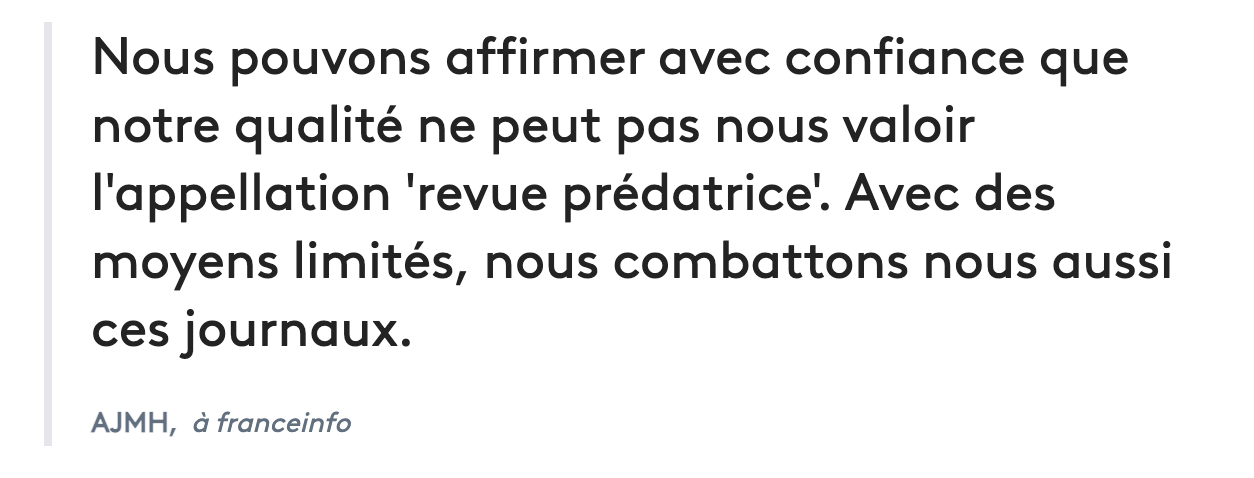 Nous pouvons affirmer avec confiance que
notre qualité ne peut pas nous valoir
l'appellation 'revue prédatrice'. Avec des
moyens limités, nous combattons nous aussi
ces journaux.
AJMH, à franceinfo